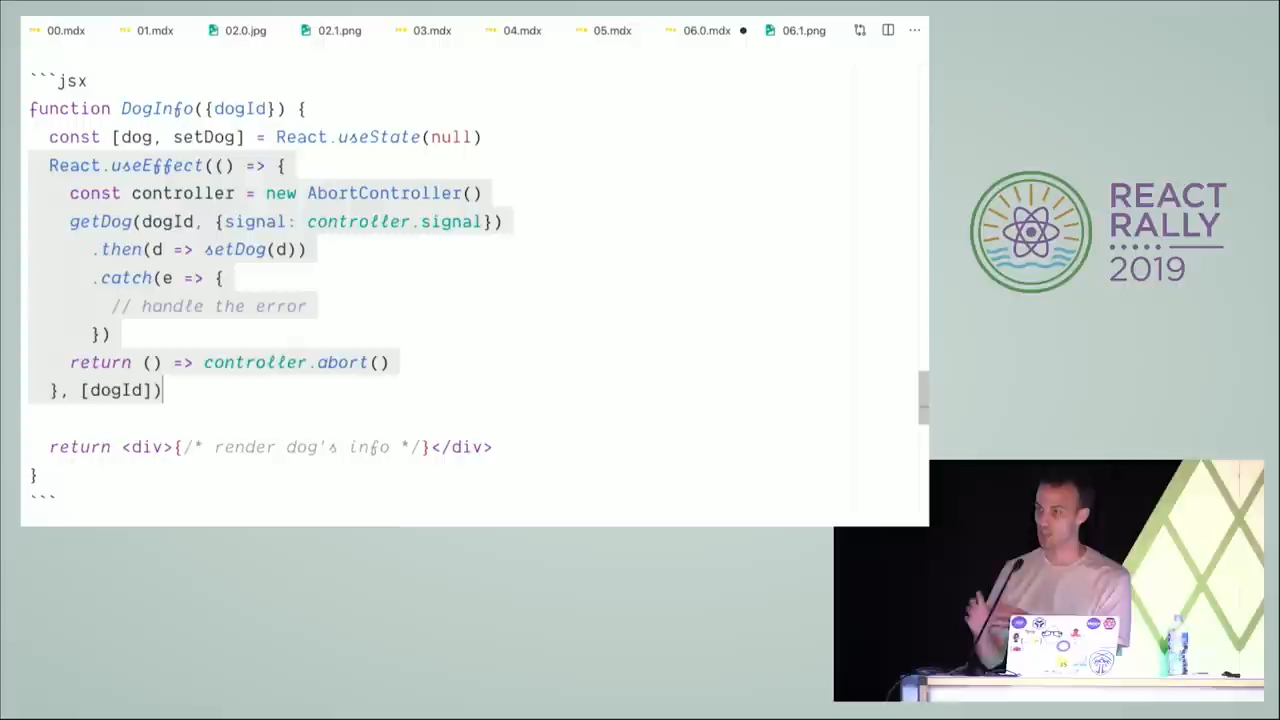 00.mdx 01.mdx 02.0.jpg 02.1.png 03.mdx 04.mdx 05.mdx 06.0.mdx 06.1.png
```jsx
function DogInfo({dogId}) {
const [dog, setDog] = React.useState(null)
React.useEffect(() => {
const controller = new AbortController()
getDog(dogId, {signal: controller.signal})
.then(d => setDog(d))
.catch(e => {
// handle the error
})
return () => controller.abort()
}, [dogId])
return <div>{/* render dog's info */}</div>
}
```
REACT
RALLY
2019